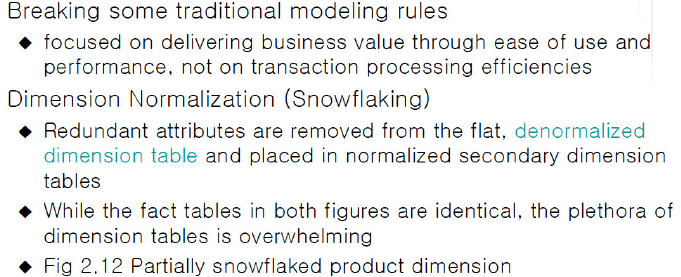 Breaking some traditional modeling rules
◆ focused on delivering business value through ease of use and
performance, not on transaction processing efficiencies
Dimension Normalization (Snowflaking)
◆ Redundant attributes are removed from the flat, denormalized
dimension table and placed in normalized secondary dimension
tables
◆ While the fact tables in both figures are identical, the plethora of
dimension tables is overwhelming
◆ Fig 2.12 Partially snowflaked product dimension